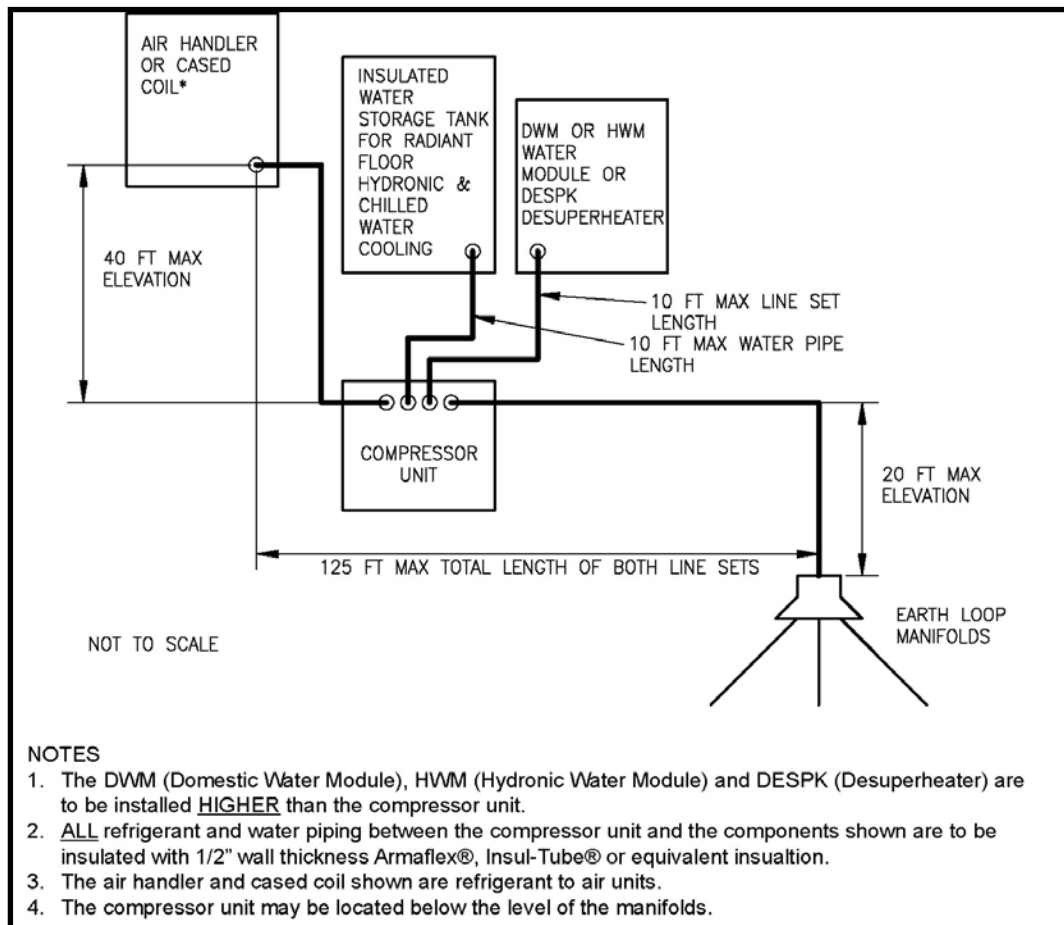 AIR HANDLER
OR CASED
COIL*
INSULATED
WATER
STORAGE TANK
FOR RADIANT
FLOOR
HYDRONIC &
CHILLED
WATER
COOLING
DWM OR HWM
WATER
MODULE OR
DESPK
DESUPERHEATER
40 FT MAX
ELEVATION
10 FT MAX LINE SET
LENGTH
10 FT MAX WATER PIPE
LENGTH
COMPRESSOR
UNIT
20 FT MAX
ELEVATION
125 FT MAX TOTAL LENGTH OF BOTH LINE SETS
EARTH LOOP
MANIFOLDS
NOT TO SCALE
NOTES
1. The DWM (Domestic Water Module), HWM (Hydronic Water Module) and DESPK (Desuperheater) are
to be installed HIGHER than the compressor unit.
2. ALL refrigerant and water piping between the compressor unit and the components shown are to be
insulated with 1/2” wall thickness Armaflex®, Insul-Tube® or equivalent insualtion.
3. The air handler and cased coil shown are refrigerant to air units.
4. The compressor unit may be located below the level of the manifolds.